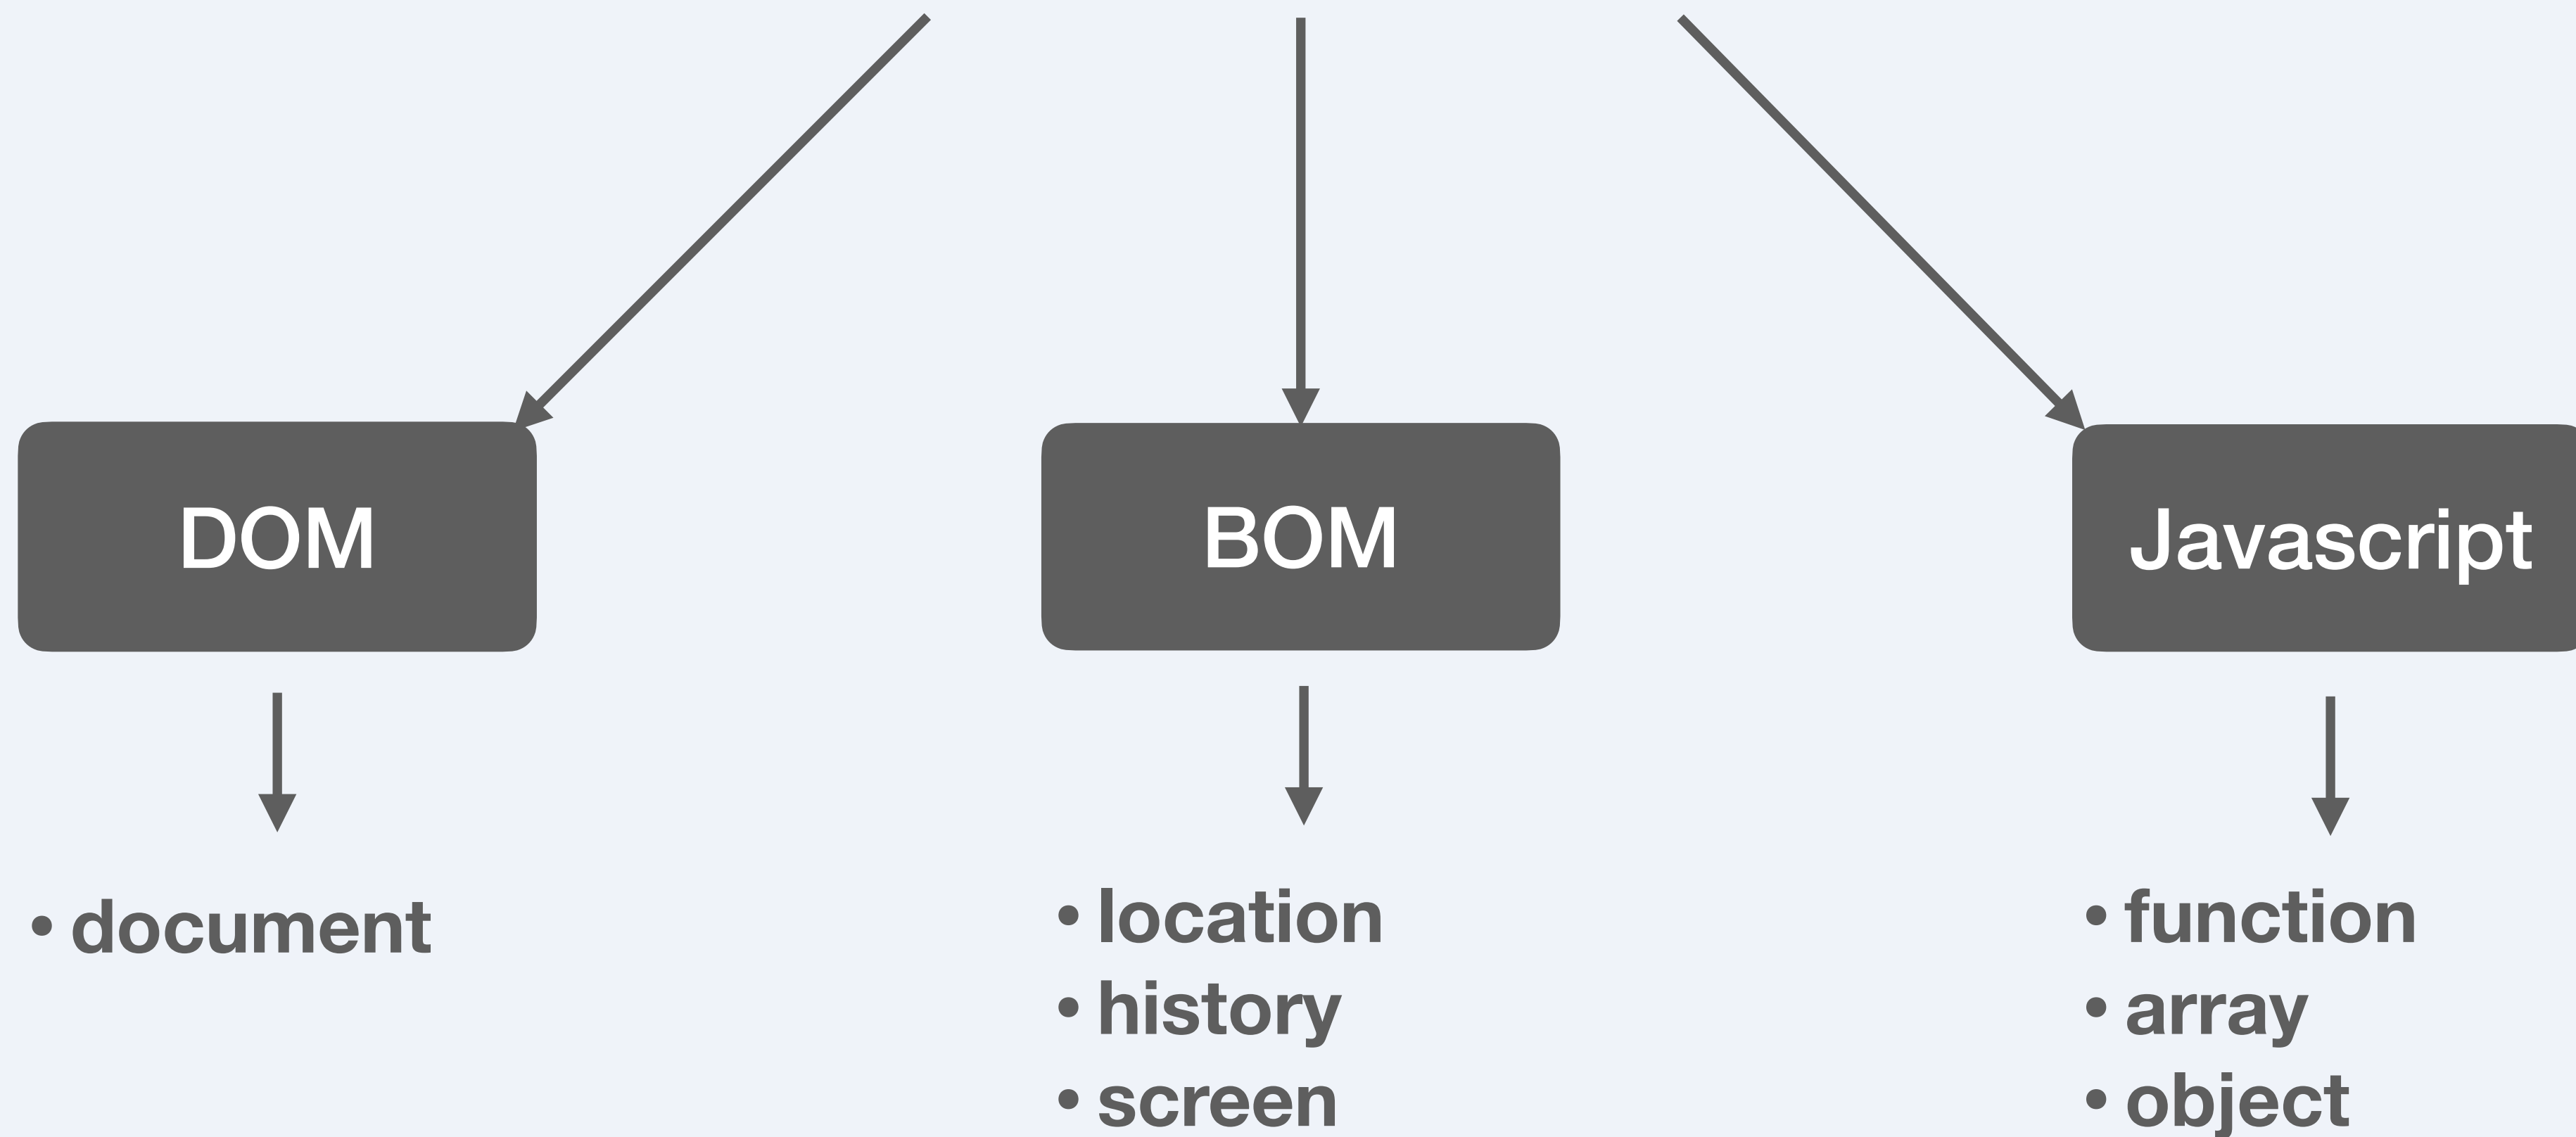 DOM
BOM
Javascript
• document
• location
• history
• screen
• function
• array
• object